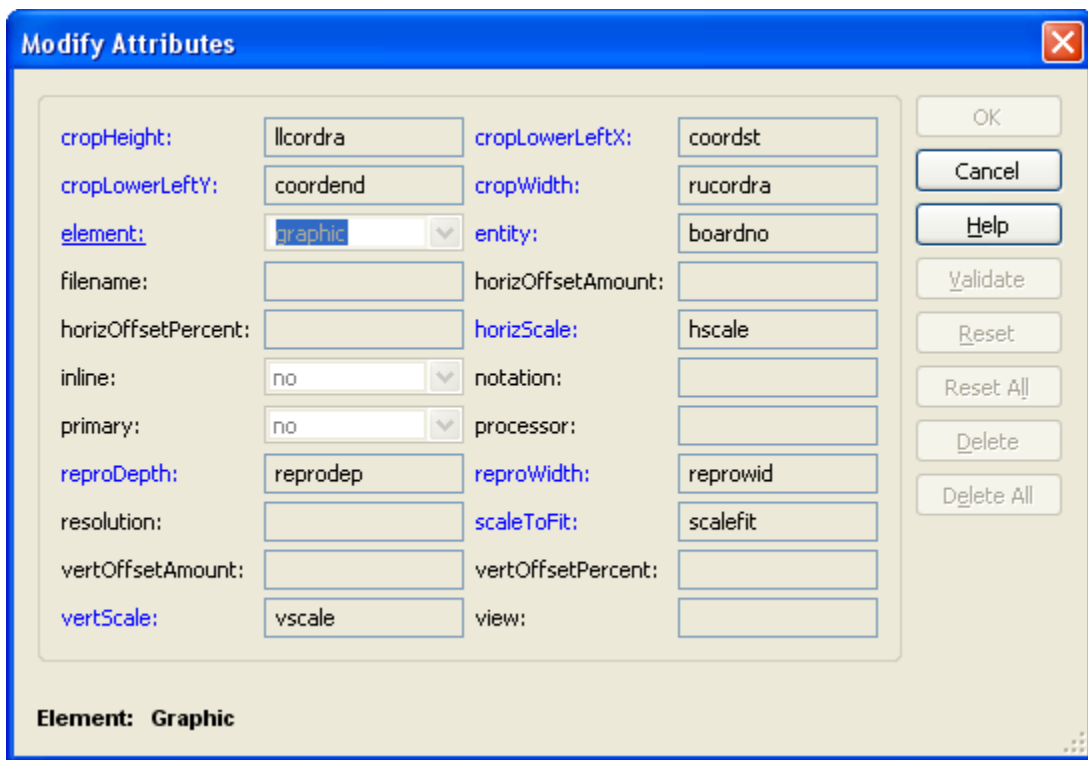 Modify Attributes
cropHeight: llcordra cropLowerLeftX: coordst OK
cropLowerLeftY: coordend cropWidth: rucordra Cancel
element: graphic entity: boardno Help
filename: horizOffsetAmount: Validate
horizOffsetPercent: horizScale: hscale Reset
inline: no notation: Reset All
primary: no processor: Delete
reproDepth: reprodep reproWidth: reprowid Delete All
resolution: scaleToFit: scalefit
vertOffsetAmount: vertOffsetPercent:
vertScale: vscale view:
Element: Graphic